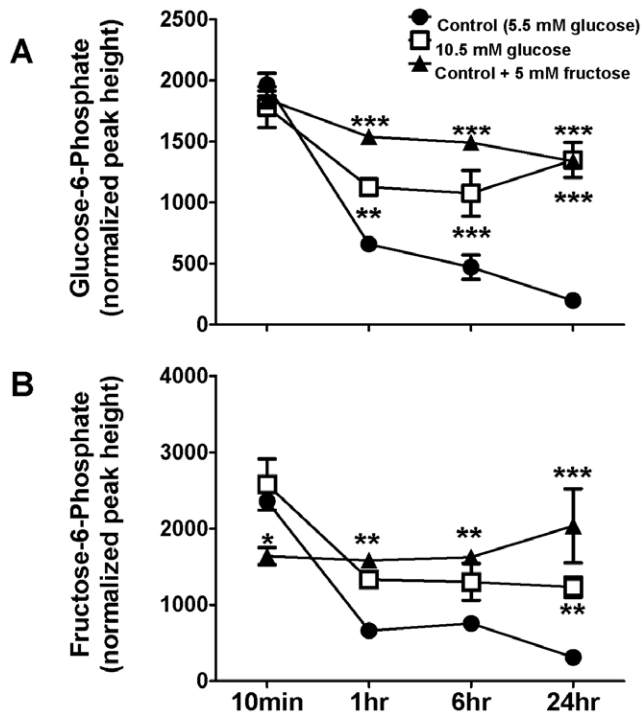 Control (5.5 mM glucose)
10.5 mM glucose
Control + 5 mM fructose
A
Glucose-6-Phosphate
(normalized peak height)
2500
2000
1500
1000
500
0
***
***
***
**
***
***
B
Fructose-6-Phosphate
(normalized peak height)
4000
3000
2000
1000
0
*
**
**
***
**
10min
1hr
6hr
24hr